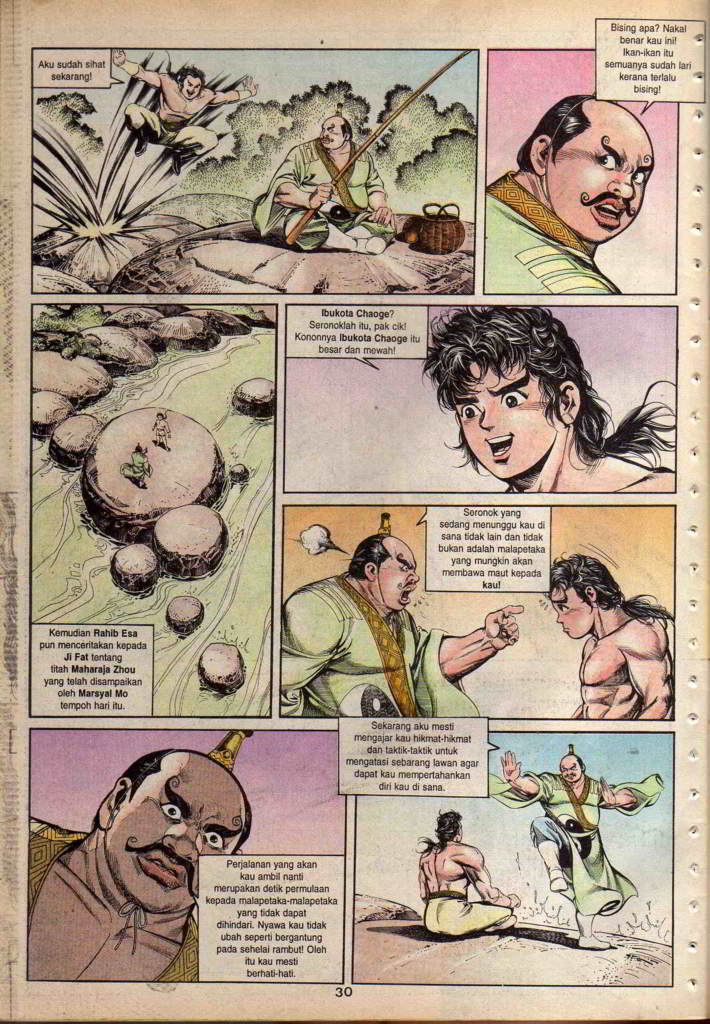 Aku sudah sihat
sekarang!
Bising apa? Nakal
benar kau ini!
Ikan-ikan itu
semuanya sudah lari
kerana terlalu
bising!
Kemudian Rahib Esa
pun menceritakan kepada
Ji Fat tentang
titah Maharaja Zhou
yang telah disampaikan
oleh Marsyal Mo
tempoh hari itu.
Ibukota Chaoge?
Seronoklah itu, pak cik!
Kononnya Ibukota Chaoge itu
besar dan mewah!
Seronok yang
sedang menunggu kau di
sana tidak lain dan tidak
bukan adalah malapetaka
yang mungkin akan
membawa maut kepada
kau!
Perjalanan yang akan
kau ambil nanti
merupakan detik permulaan
kepada malapetaka-malapetaka
yang tidak dapat
dihindari. Nyawa kau tidak
ubah seperti bergantung
pada sehelai rambut! Oleh
itu kau mesti
berhati-hati.
Sekarang aku mesti
mengajar kau hikmat-hikmat
dan taktik-taktik untuk
mengatasi sebarang lawan agar
dapat kau mempertahankan
diri kau di sana.
30